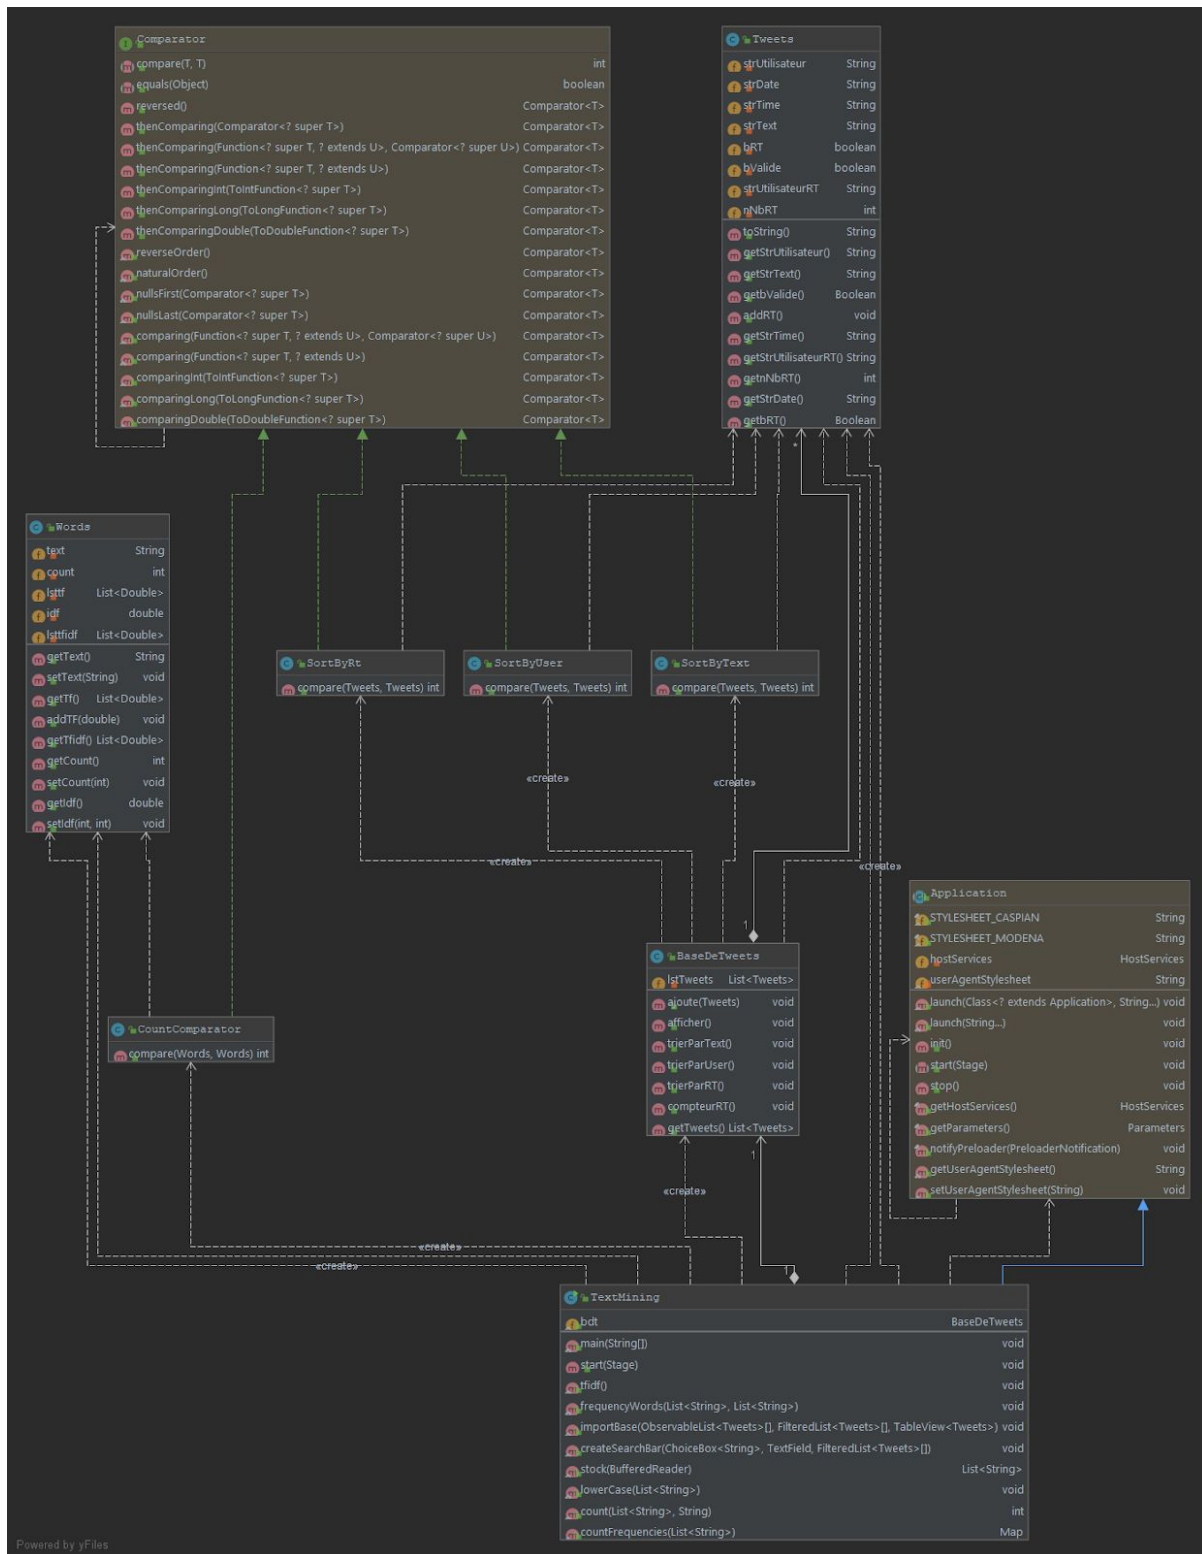 Comparator
compare(T, T) int
equals(Object) boolean
reversed() Comparator<T>
thenComparing(Comparator<? super T>) Comparator<T>
thenComparing(Function<? super T, ? extends U>, Comparator<? super U>) Comparator<T>
thenComparing(Function<? super T, ? extends U>) Comparator<T>
thenComparingInt(ToIntFunction<? super T>) Comparator<T>
thenComparingLong(ToLongFunction<? super T>) Comparator<T>
thenComparingDouble(ToDoubleFunction<? super T>) Comparator<T>
reverseOrder() Comparator<T>
naturalOrder() Comparator<T>
nullsFirst(Comparator<? super T>) Comparator<T>
nullsLast(Comparator<? super T>) Comparator<T>
comparing(Function<? super T, ? extends U>, Comparator<? super U>) Comparator<T>
comparing(Function<? super T, ? extends U>) Comparator<T>
comparingInt(ToIntFunction<? super T>) Comparator<T>
comparingLong(ToLongFunction<? super T>) Comparator<T>
comparingDouble(ToDoubleFunction<? super T>) Comparator<T>
Tweets
strUtilisateur String
strDate String
strTime String
strText String
bRT boolean
bValide boolean
strUtilisateurRT String
nNbRT int
toString() String
getStrUtilisateur() String
getStrText() String
getbValide() Boolean
addRT() void
getStrTime() String
getStrUtilisateurRT() String
getnNbRT() int
getStrDate() String
getbRT() Boolean
*
Words
text String
count int
lsttf List<Double>
idf double
lsttfidf List<Double>
getText() String
setText(String) void
getTf() List<Double>
addTF(double) void
getTfidf() List<Double>
getCount() int
setCount(int) void
getIdf() double
setIdf(int, int) void
SortByRt
compare(Tweets, Tweets) int
SortByUser
compare(Tweets, Tweets) int
SortByText
compare(Tweets, Tweets) int
«create»
«create»
«create»
«create»
1
BaseDeTweets
lstTweets List<Tweets>
ajoute(Tweets) void
afficher() void
trierParText() void
trierParUser() void
trierParRT() void
compteurRT() void
getTweets() List<Tweets>
1
Application
STYLESHEET_CASPIAN String
STYLESHEET_MODENA String
hostServices HostServices
userAgentStylesheet String
launch(Class<? extends Application>, String...) void
launch(String...) void
init() void
start(Stage) void
stop() void
getHostServices() HostServices
getParameters() Parameters
notifyPreloader(PreloaderNotification) void
getUserAgentStylesheet() String
setUserAgentStylesheet(String) void
CountComparator
compare(Words, Words) int
«create»
«create»
«create»
1
TextMining
bdt BaseDeTweets
main(String[]) void
start(Stage) void
tfidf() void
frequencyWords(List<String>, List<String>) void
importBase(ObservableList<Tweets>[], FilteredList<Tweets>[], TableView<Tweets>) void
createSearchBar(ChoiceBox<String>, TextField, FilteredList<Tweets>[]) void
stock(BufferedReader) List<String>
lowerCase(List<String>) void
count(List<String>, String) int
countFrequencies(List<String>) Map
Powered by yFiles